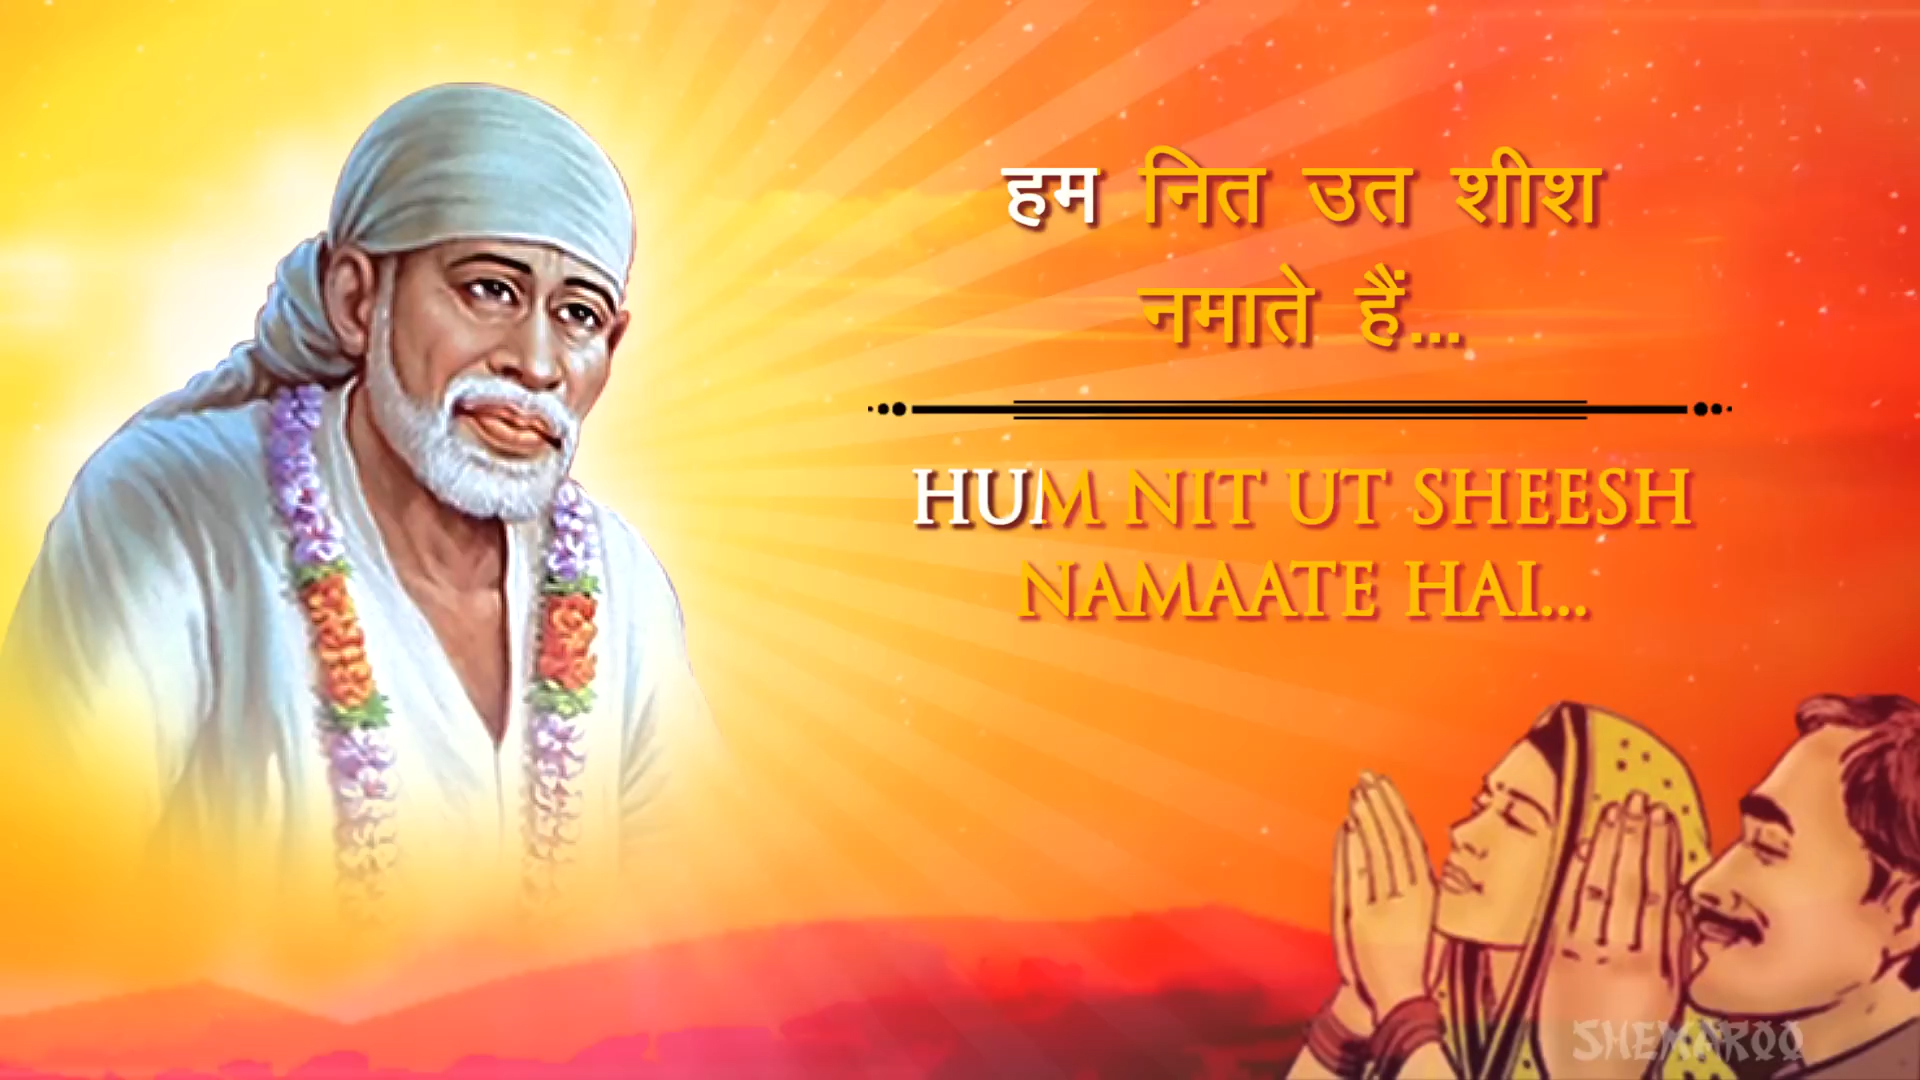 हम नित उत शीश
नमाते हैं...
HUM NIT UT SHEESH
NAMAATE HAI...
SHEMAROO